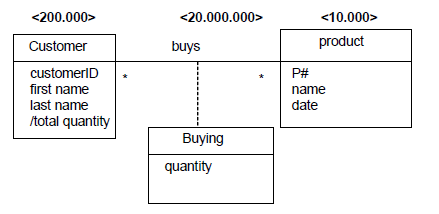 <200.000> <20.000.000> <10.000>
Customer buys product
customerID * * P#
first name name
last name date
/total quantity
Buying
quantity